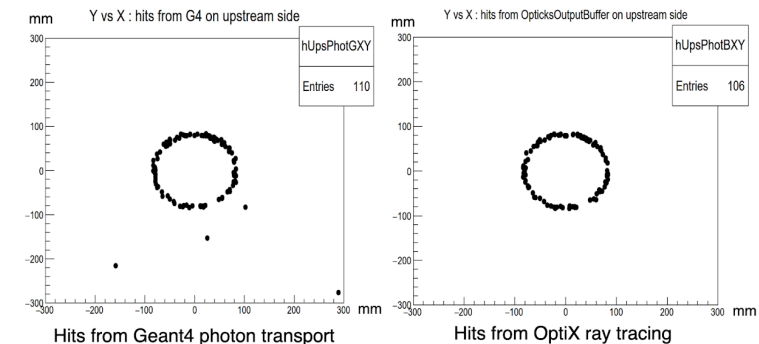 mm
Y vs X : hits from G4 on upstream side
hUpsPhotGXY
Entries 110
300
200
100
0
−100
−200
−300
−300 −200 −100 0 100 200 300
mm
Hits from Geant4 photon transport
mm
Y vs X : hits from OpticksOutputBuffer on upstream side
hUpsPhotBXY
Entries 106
300
200
100
0
−100
−200
−300
−300 −200 −100 0 100 200 300
mm
Hits from OptiX ray tracing